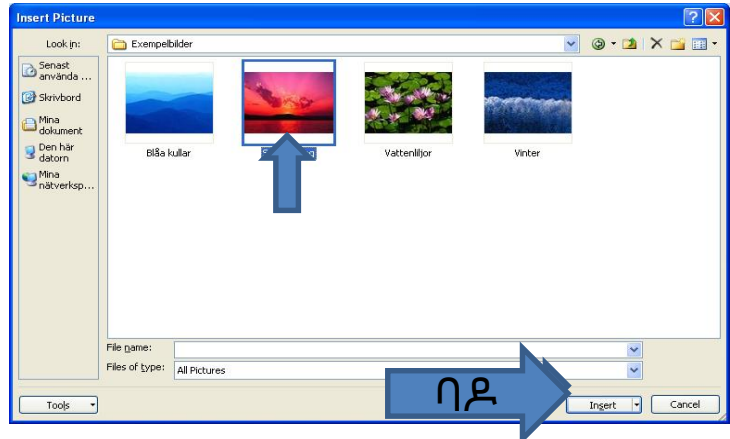 Insert Picture
Look in:
Exempelbilder
Senast
använda ...
Skrivbord
Mina
dokument
Den här
datorn
Mina
nätverksp...
Blåa kullar
Vattenliljor
Vinter
File name:
Files of type:
All Pictures
Tools
Insert
Cancel